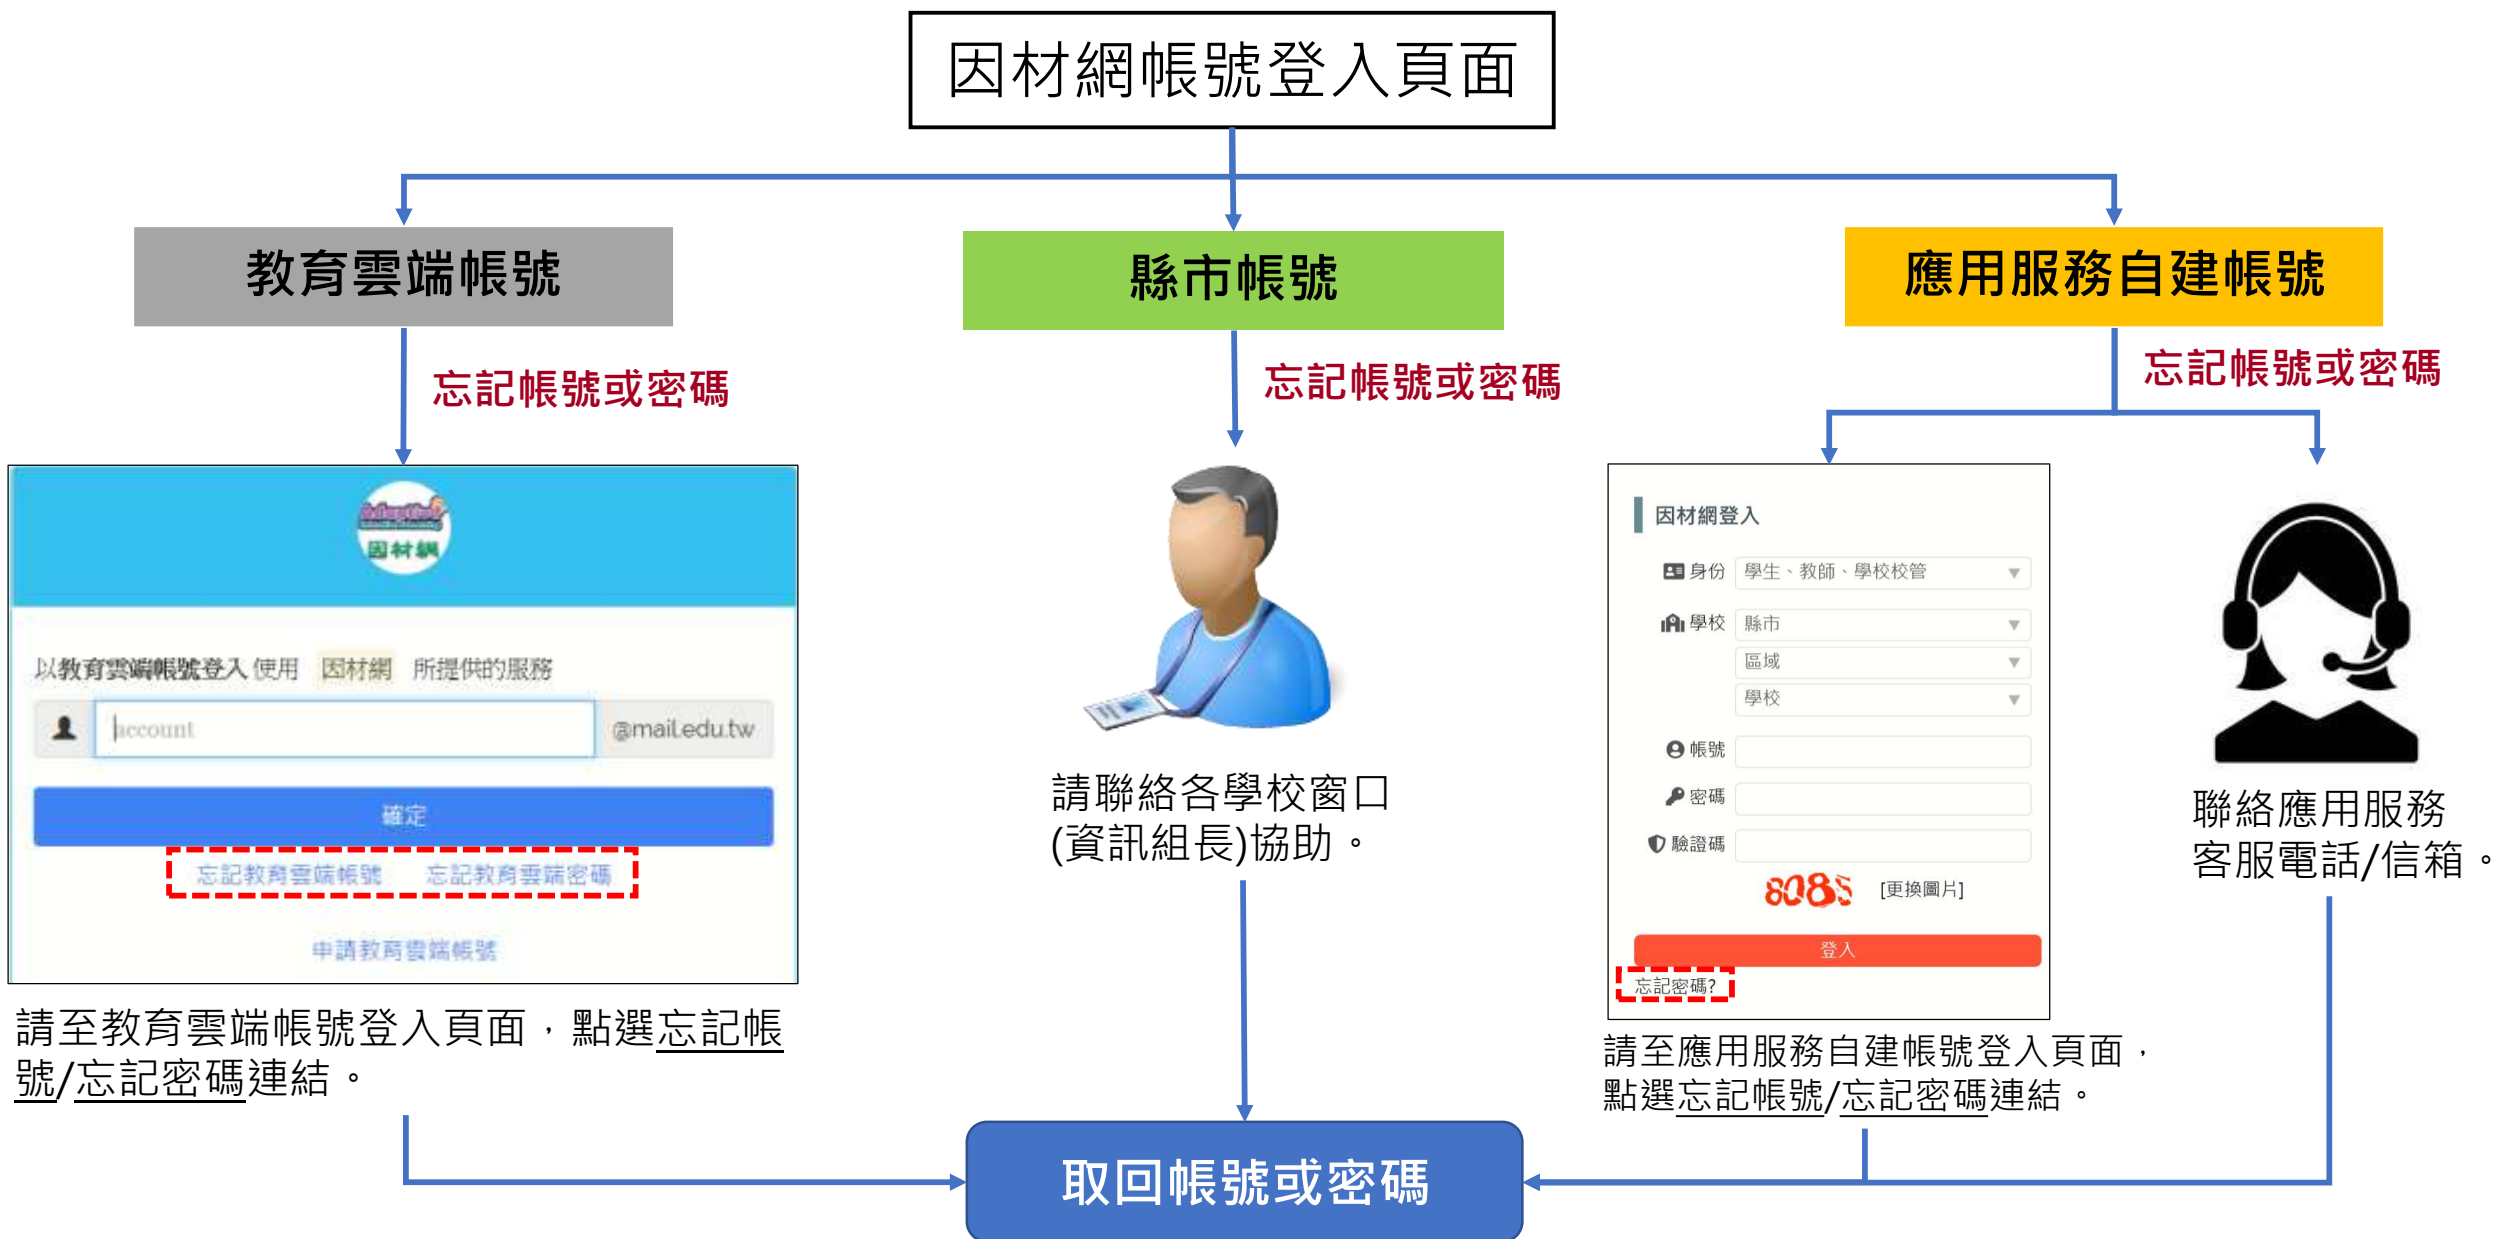 因材網帳號登入頁面
教育雲端帳號
縣市帳號
應用服務自建帳號
忘記帳號或密碼
忘記帳號或密碼
忘記帳號或密碼
因材網
以教育雲端帳號登入 使用 因材網 所提供的服務
account
@mail.edu.tw
確定
忘記教育雲端帳號 忘記教育雲端密碼
申請教育雲端帳號
請至教育雲端帳號登入頁面，點選忘記帳
號/忘記密碼連結。
請聯絡各學校窗口
(資訊組長)協助。
因材網登入
身份 學生、教師、學校校管
學校 縣市
區域
學校
帳號
密碼
驗證碼
8085 [更換圖片]
登入
忘記密碼?
請至應用服務自建帳號登入頁面，
點選忘記帳號/忘記密碼連結。
聯絡應用服務
客服電話/信箱。
取回帳號或密碼